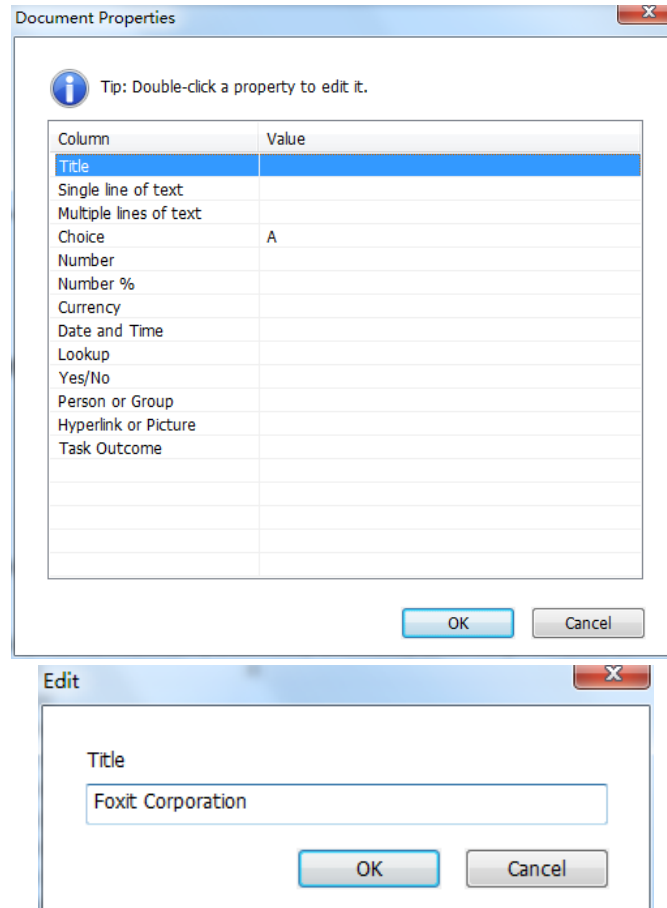 Document Properties
Tip: Double-click a property to edit it.
Column Value
Title
Single line of text
Multiple lines of text
Choice A
Number
Number %
Currency
Date and Time
Lookup
Yes/No
Person or Group
Hyperlink or Picture
Task Outcome
OK Cancel
Edit
Title
Foxit Corporation
OK Cancel